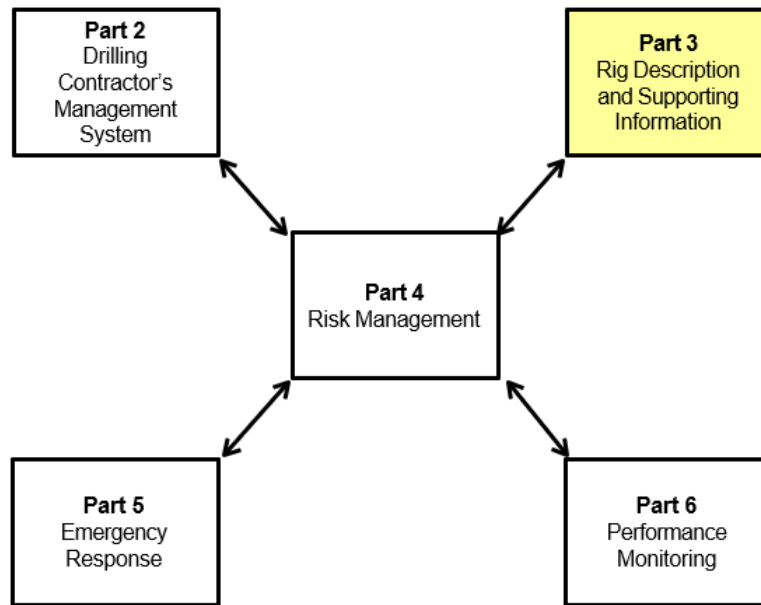 Part 2
Drilling
Contractor's
Management
System
Part 3
Rig Description
and Supporting
Information
Part 4
Risk Management
Part 5
Emergency
Response
Part 6
Performance
Monitoring